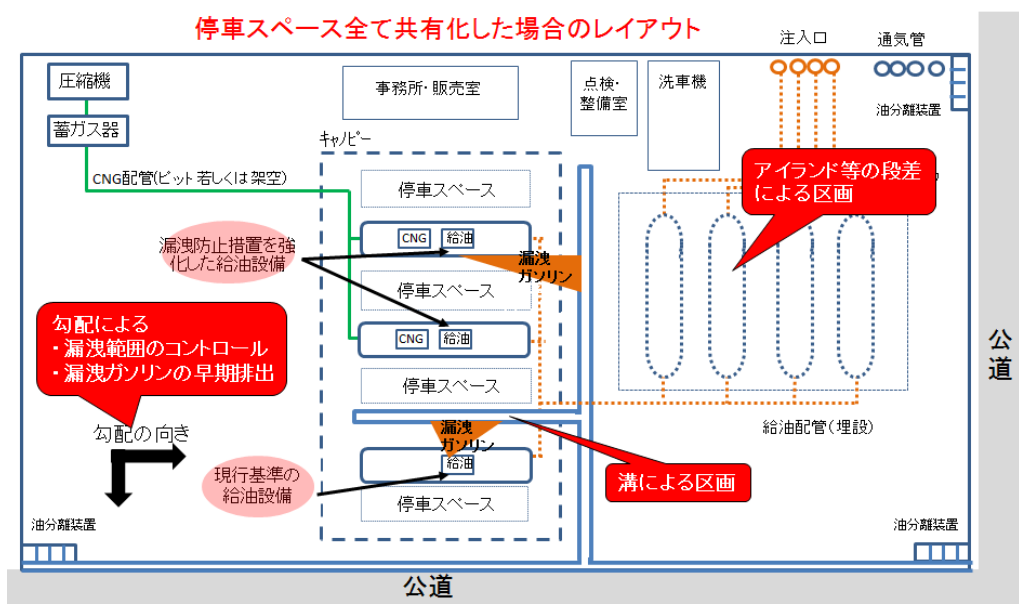 停車スペース全て共有化した場合のレイアウト
注入口
通気管
圧縮機
事務所・販売室
点検・
整備室
洗車機
油分離装置
蓄ガス器
キャノピー
CNG配管(ピット若しくは架空)
停車スペース
アイランド等の段差
による区画
漏洩防止措置を強
化した給油設備
CNG
給油
漏洩
ガソリン
停車スペース
勾配による
・漏洩範囲のコントロール
・漏洩ガソリンの早期排出
CNG
給油
公
道
停車スペース
勾配の向き
漏洩
ガソリン
給油配管(埋設)
給油
現行基準の
給油設備
溝による区画
停車スペース
油分離装置
油分離装置
公道